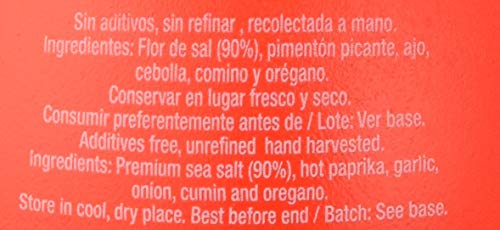 Sin aditivos, sin refinar , recolectada a mano.
Ingredientes: Flor de sal (90%), pimentón picante, ajo,
cebolla, comino y orégano.
Conservar en lugar fresco y seco.
Consumir preferentemente antes de / Lote: Ver base.
Additives free, unrefined hand harvested.
Ingredients: Premium sea salt (90%), hot paprika, garlic,
onion, cumin and oregano.
Store in cool, dry place. Best before end / Batch: See base.